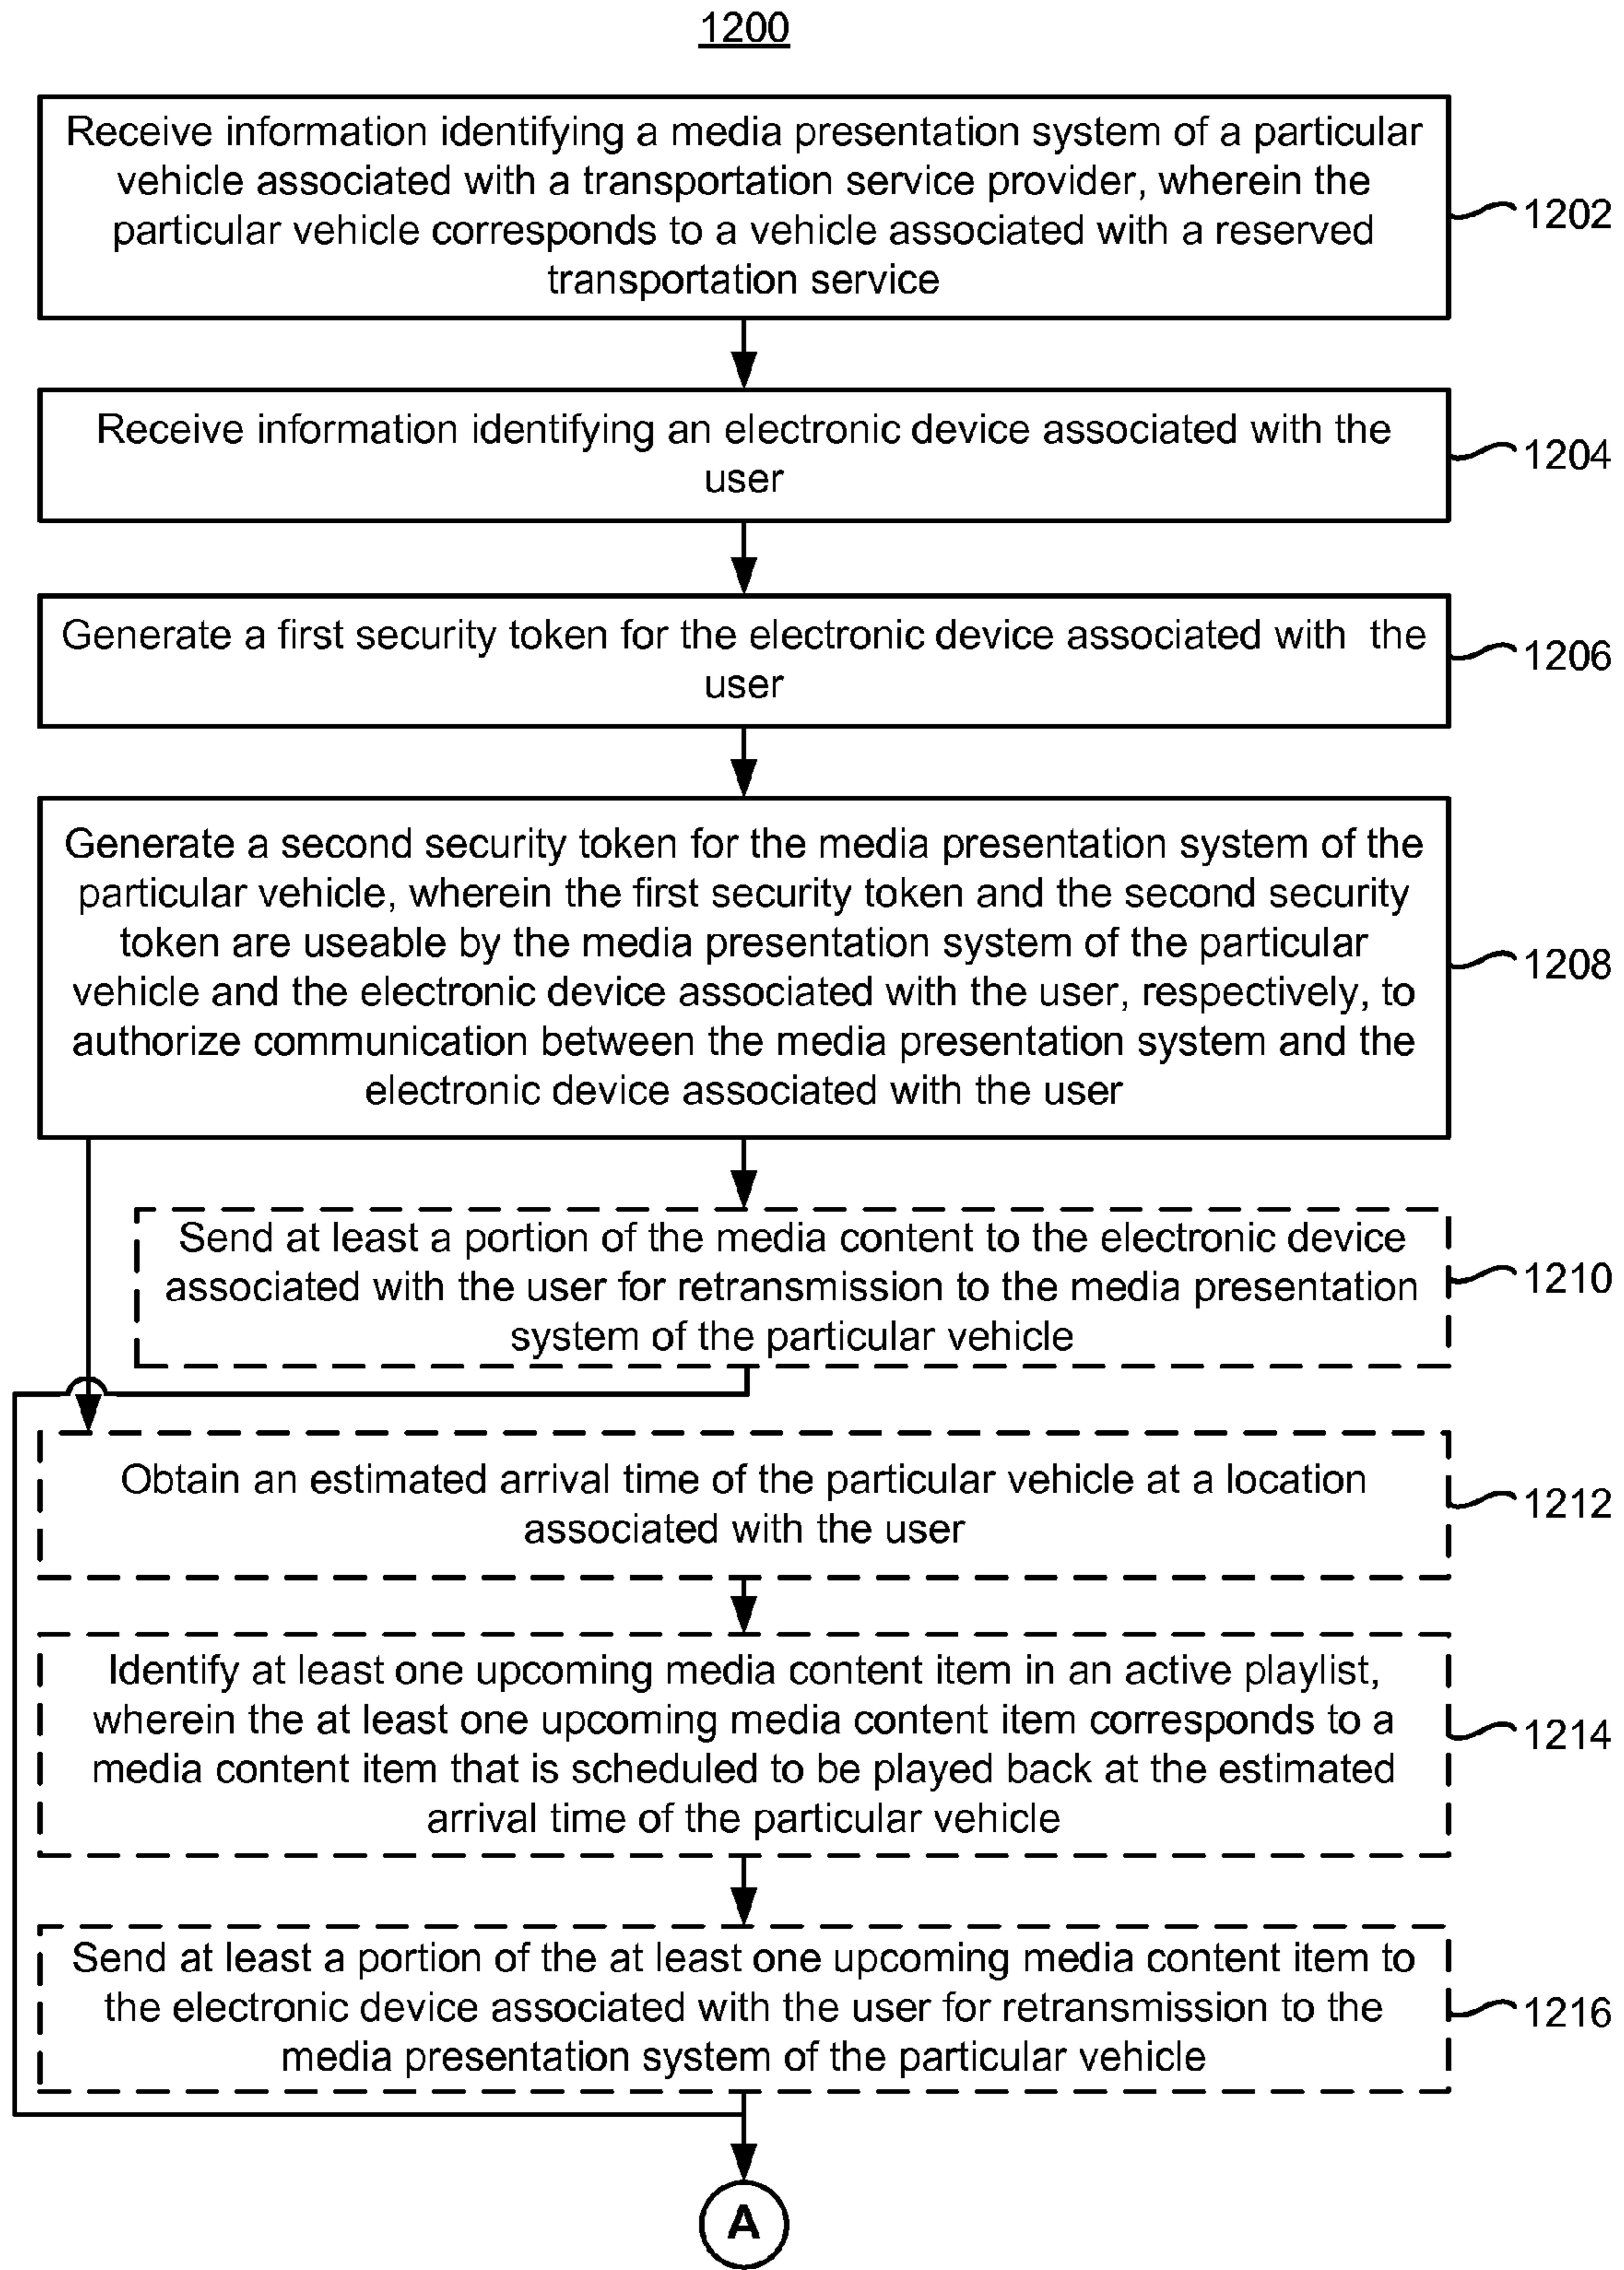 1200
Receive information identifying a media presentation system of a particular
vehicle associated with a transportation service provider, wherein the
particular vehicle corresponds to a vehicle associated with a reserved
transportation service
1202
Receive information identifying an electronic device associated with the
user
1204
Generate a first security token for the electronic device associated with the
user
1206
Generate a second security token for the media presentation system of the
particular vehicle, wherein the first security token and the second security
token are useable by the media presentation system of the particular
vehicle and the electronic device associated with the user, respectively, to
authorize communication between the media presentation system and the
electronic device associated with the user
1208
Send at least a portion of the media content to the electronic device
associated with the user for retransmission to the media presentation
system of the particular vehicle
1210
Obtain an estimated arrival time of the particular vehicle at a location
associated with the user
1212
Identify at least one upcoming media content item in an active playlist,
wherein the at least one upcoming media content item corresponds to a
media content item that is scheduled to be played back at the estimated
arrival time of the particular vehicle
1214
Send at least a portion of the at least one upcoming media content item to
the electronic device associated with the user for retransmission to the
media presentation system of the particular vehicle
1216
A